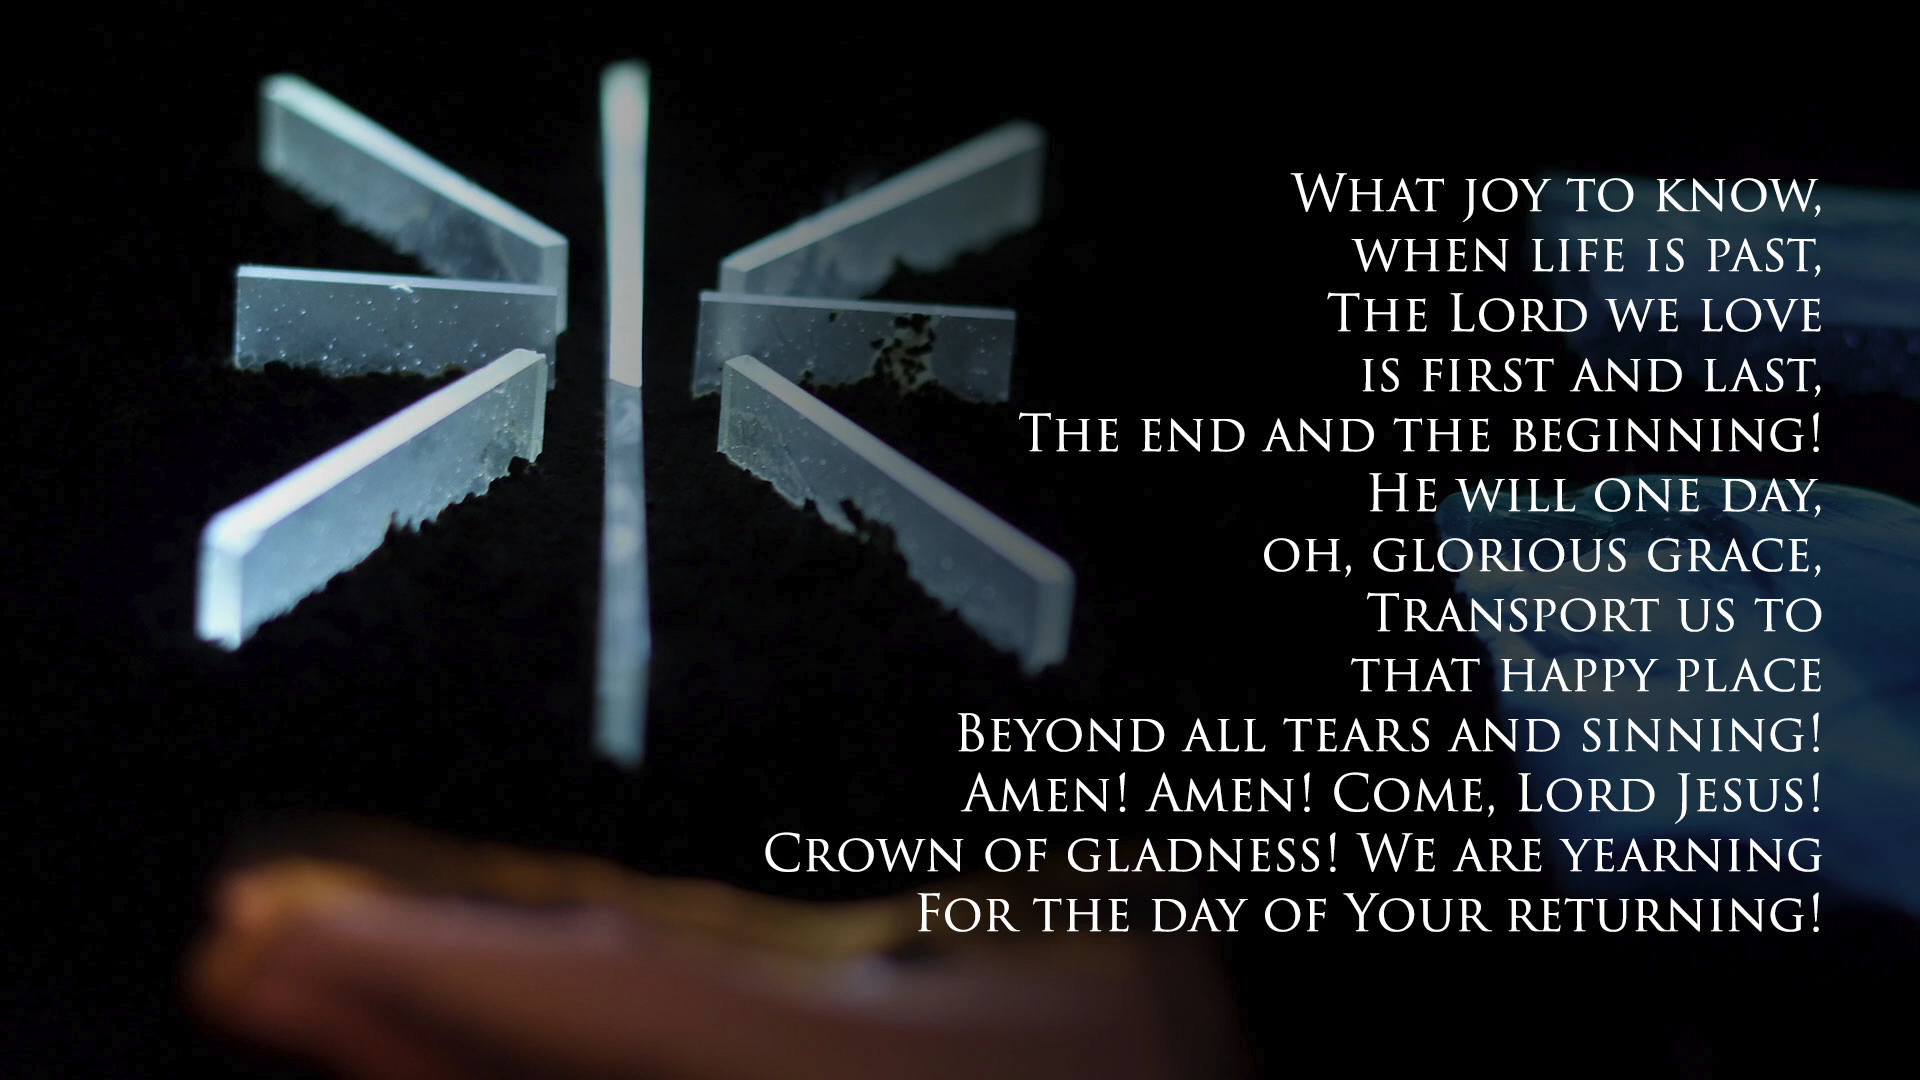 What joy to know,
when life is past,
The Lord we love
is first and last,
The end and the beginning!
He will one day,
oh, glorious grace,
Transport us to
that happy place
Beyond all tears and sinning!
Amen! Amen! Come, Lord Jesus!
Crown of gladness! We are yearning
For the day of Your returning!